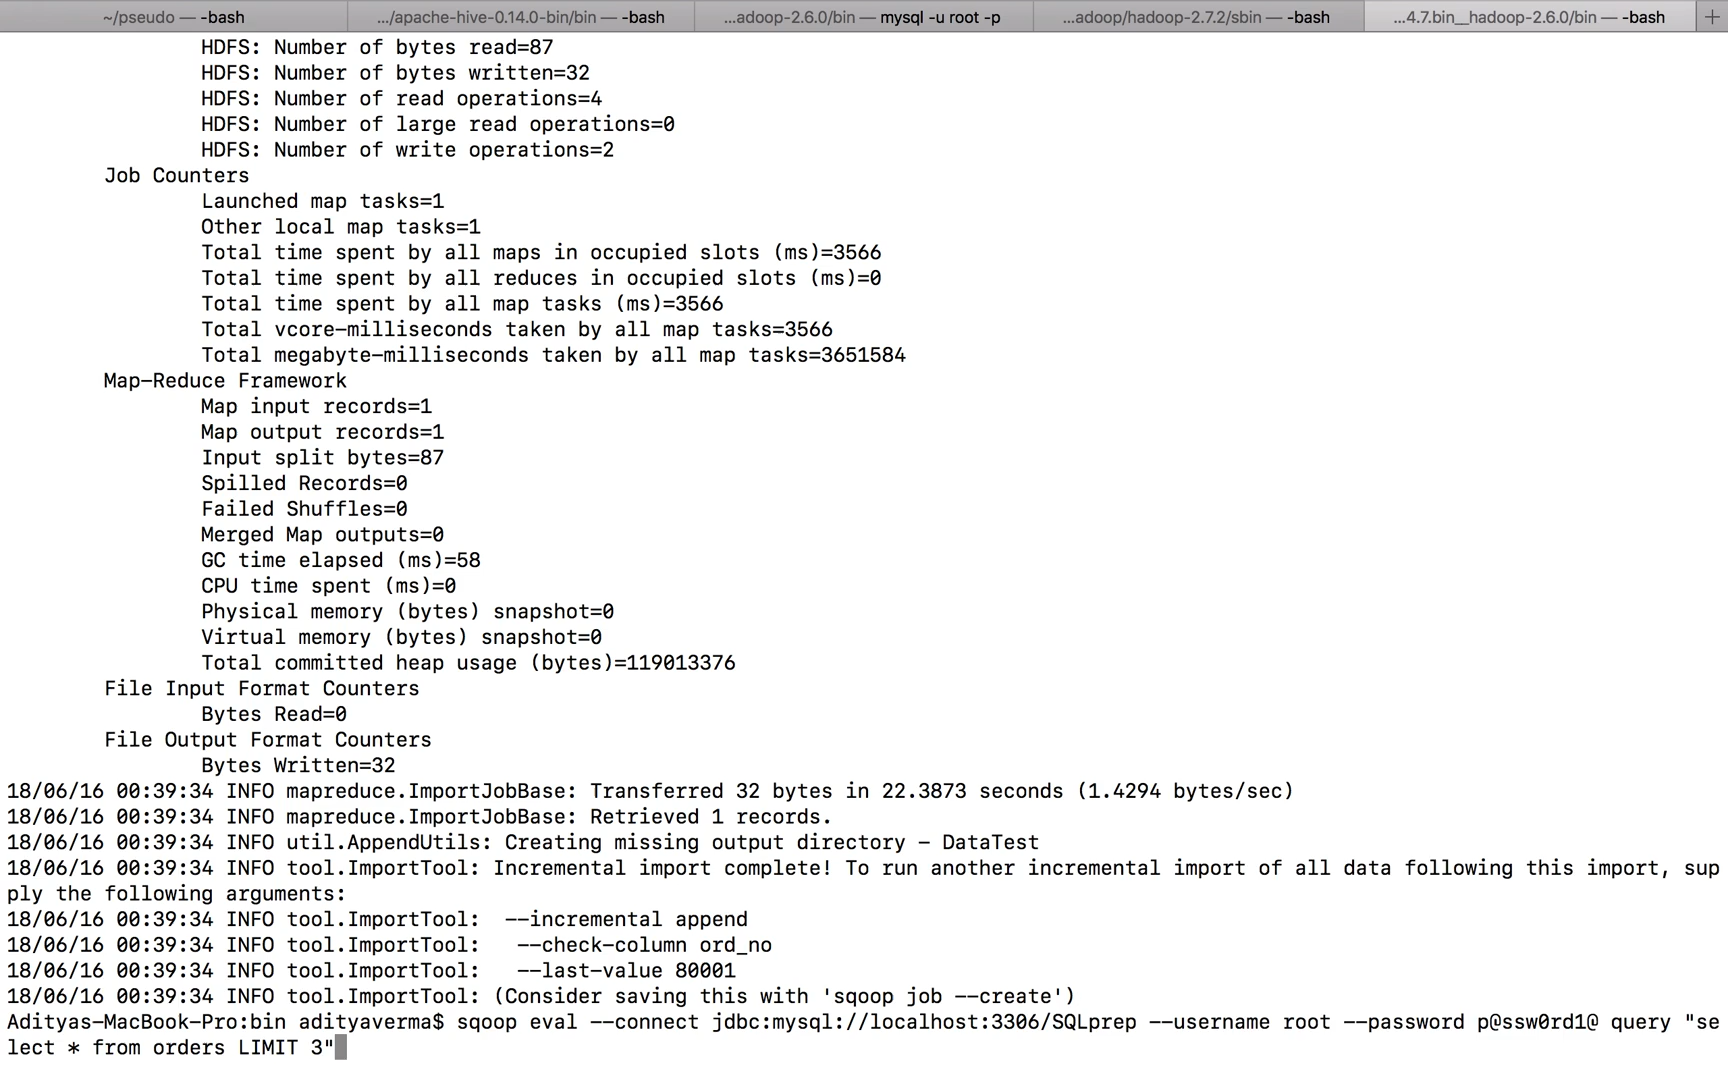 ~/pseudo — -bash
.../apache-hive-0.14.0-bin/bin — -bash
...adoop-2.6.0/bin — mysql -u root -p
...adoop/hadoop-2.7.2/sbin — -bash
...4.7.bin__hadoop-2.6.0/bin — -bash
+
HDFS: Number of bytes read=87
HDFS: Number of bytes written=32
HDFS: Number of read operations=4
HDFS: Number of large read operations=0
HDFS: Number of write operations=2
Job Counters
Launched map tasks=1
Other local map tasks=1
Total time spent by all maps in occupied slots (ms)=3566
Total time spent by all reduces in occupied slots (ms)=0
Total time spent by all map tasks (ms)=3566
Total vcore-milliseconds taken by all map tasks=3566
Total megabyte-milliseconds taken by all map tasks=3651584
Map-Reduce Framework
Map input records=1
Map output records=1
Input split bytes=87
Spilled Records=0
Failed Shuffles=0
Merged Map outputs=0
GC time elapsed (ms)=58
CPU time spent (ms)=0
Physical memory (bytes) snapshot=0
Virtual memory (bytes) snapshot=0
Total committed heap usage (bytes)=119013376
File Input Format Counters
Bytes Read=0
File Output Format Counters
Bytes Written=32
18/06/16 00:39:34 INFO mapreduce.ImportJobBase: Transferred 32 bytes in 22.3873 seconds (1.4294 bytes/sec)
18/06/16 00:39:34 INFO mapreduce.ImportJobBase: Retrieved 1 records.
18/06/16 00:39:34 INFO util.AppendUtils: Creating missing output directory - DataTest
18/06/16 00:39:34 INFO tool.ImportTool: Incremental import complete! To run another incremental import of all data following this import, sup
ply the following arguments:
18/06/16 00:39:34 INFO tool.ImportTool:  --incremental append
18/06/16 00:39:34 INFO tool.ImportTool:   --check-column ord_no
18/06/16 00:39:34 INFO tool.ImportTool:   --last-value 80001
18/06/16 00:39:34 INFO tool.ImportTool: (Consider saving this with 'sqoop job --create')
Adityas-MacBook-Pro:bin adityaverma$ sqoop eval --connect jdbc:mysql://localhost:3306/SQLprep --username root --password p@ssw0rd1@ query "se
lect * from orders LIMIT 3"